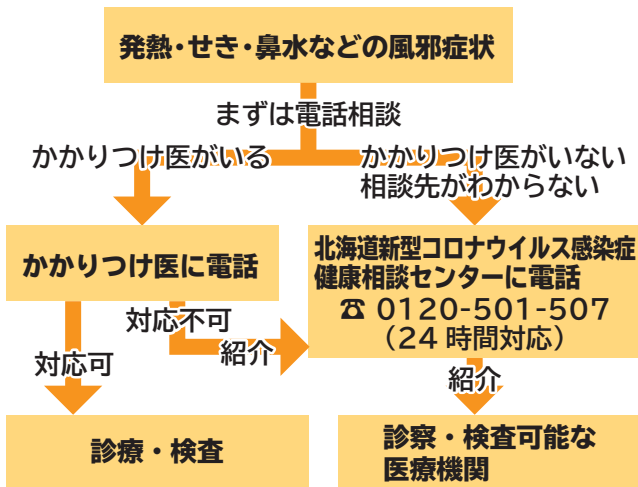 発熱・せき・鼻水などの風邪症状
まずは電話相談
かかりつけ医がいる
かかりつけ医がいない
相談先がわからない
かかりつけ医に電話
北海道新型コロナウイルス感染症
健康相談センターに電話
☎ 0120-501-507
（24時間対応）
対応不可
紹介
対応可
紹介
診療・検査
診察・検査可能な
医療機関